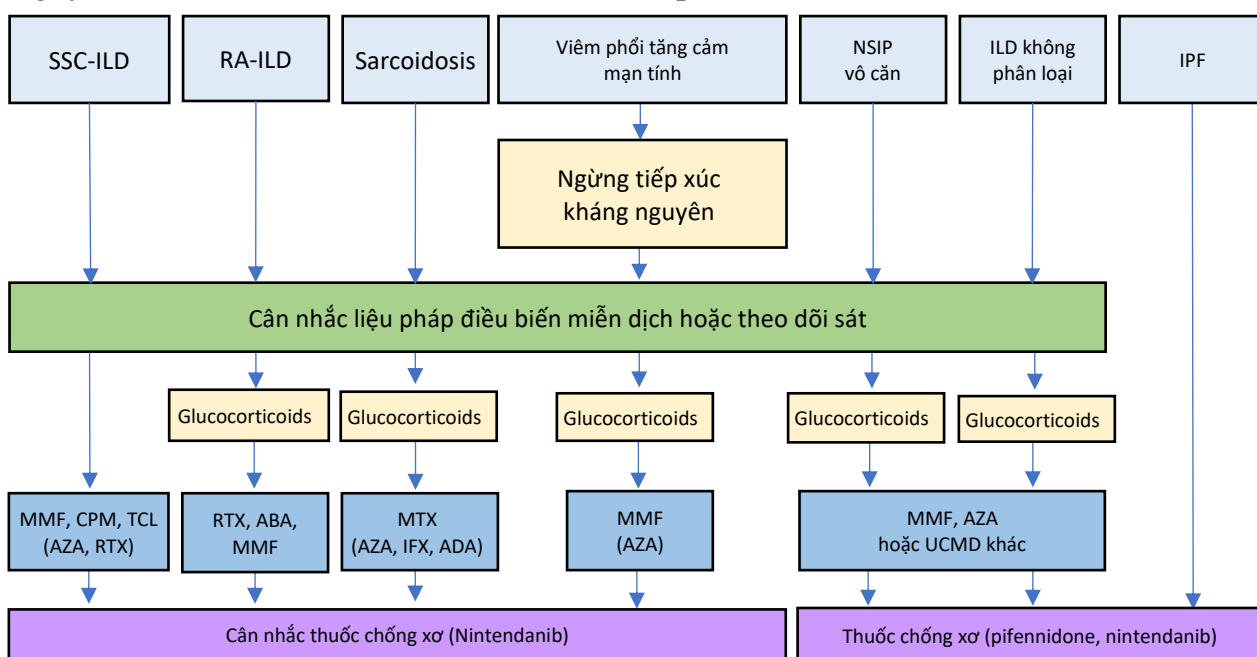 SSC-ILD
RA-ILD
Sarcoidosis
Viêm phổi tăng cảm
mạn tính
NSIP
vô căn
ILD không
phân loại
IPF
Ngừng tiếp xúc
kháng nguyên
Cân nhắc liệu pháp điều biến miễn dịch hoặc theo dõi sát
Glucocorticoids
Glucocorticoids
Glucocorticoids
Glucocorticoids
Glucocorticoids
MMF, CPM, TCL
(AZA, RTX)
RTX, ABA,
MMF
MTX
(AZA, IFX, ADA)
MMF
(AZA)
MMF, AZA
hoặc UCMD khác
Cân nhắc thuốc chống xơ (Nintendanib)
Thuốc chống xơ (pifennidone, nintendanib)